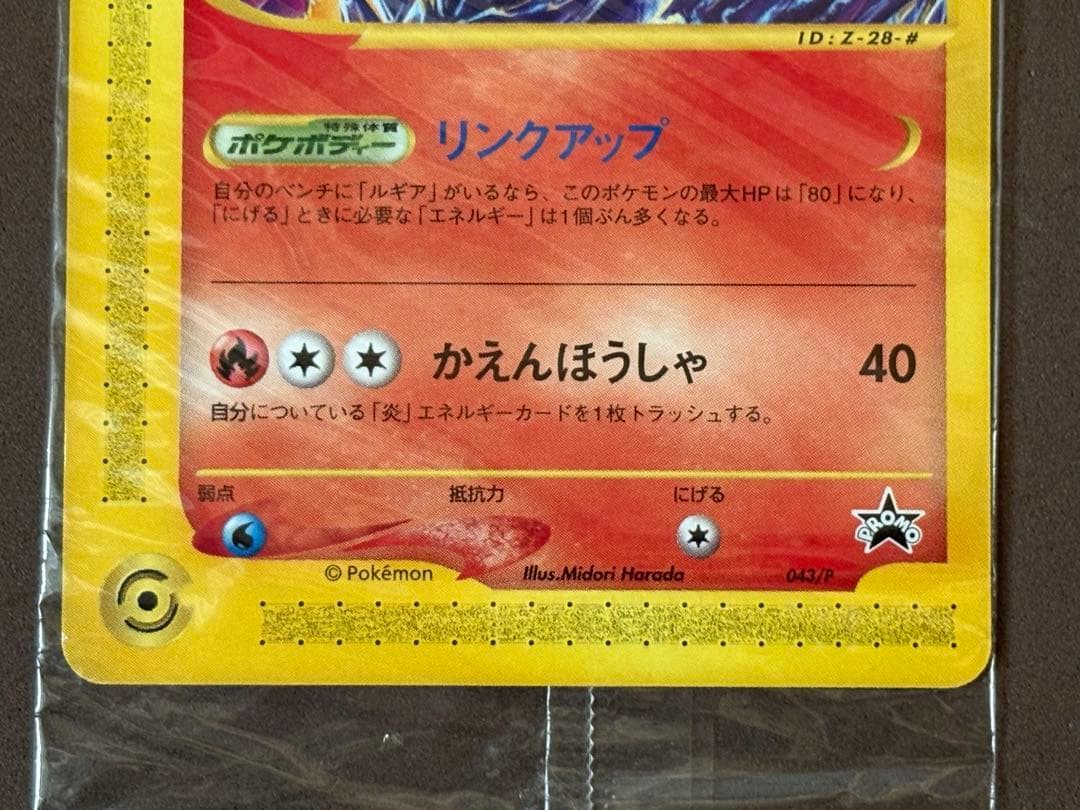 ID:Z-28-#
特殊体質
ポケボディー リンクアップ
自分のベンチに「ルギア」がいるなら、このポケモンの最大HPは「80」になり、
「にげる」ときに必要な「エネルギー」は1個ぶん多くなる。
かえんほうしゃ 40
自分についている「炎」エネルギーカードを1枚トラッシュする。
弱点 抵抗力 にげる
PROMO
© Pokémon Illus.Midori Harada 043/P